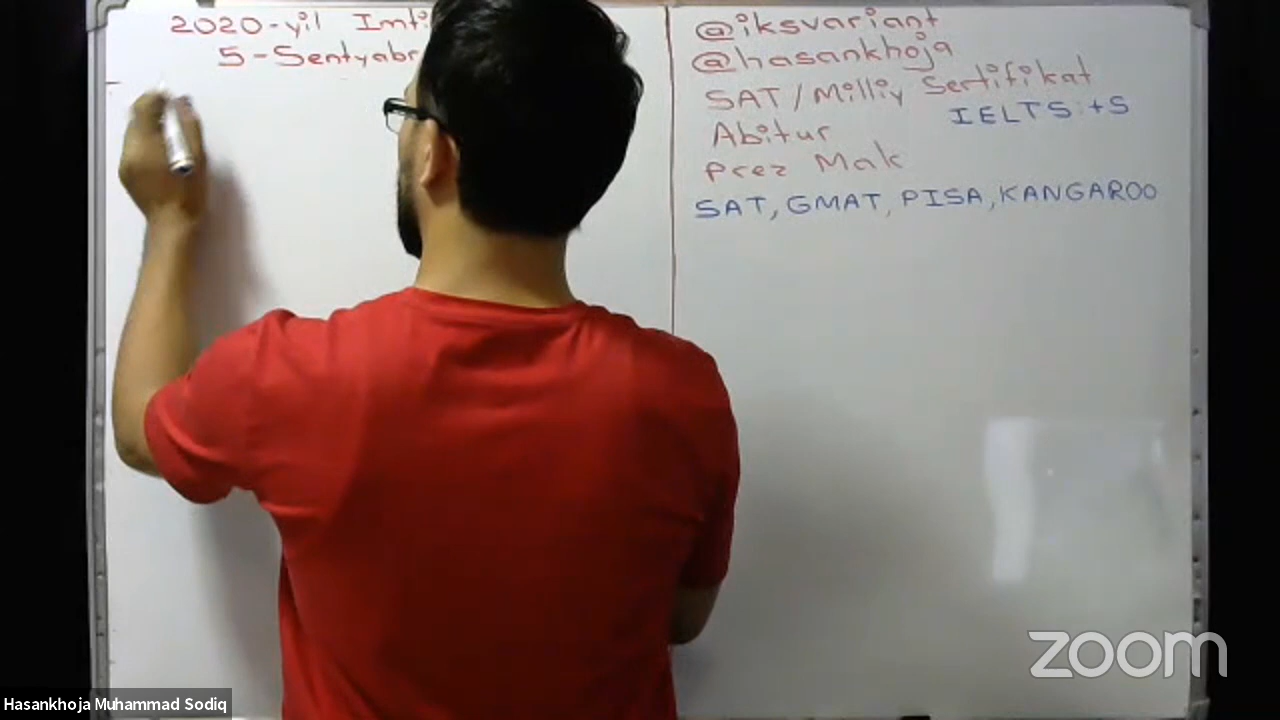 2020-yil Imti
5-Sentyabr
@iksvariant
@hasankhoja
SAT/Milliy Sertifikat
IELTS:+S
Abitur
Prez Mak
SAT, GMAT, PISA, KANGAROO
zoom
Hasankhoja Muhammad Sodiq